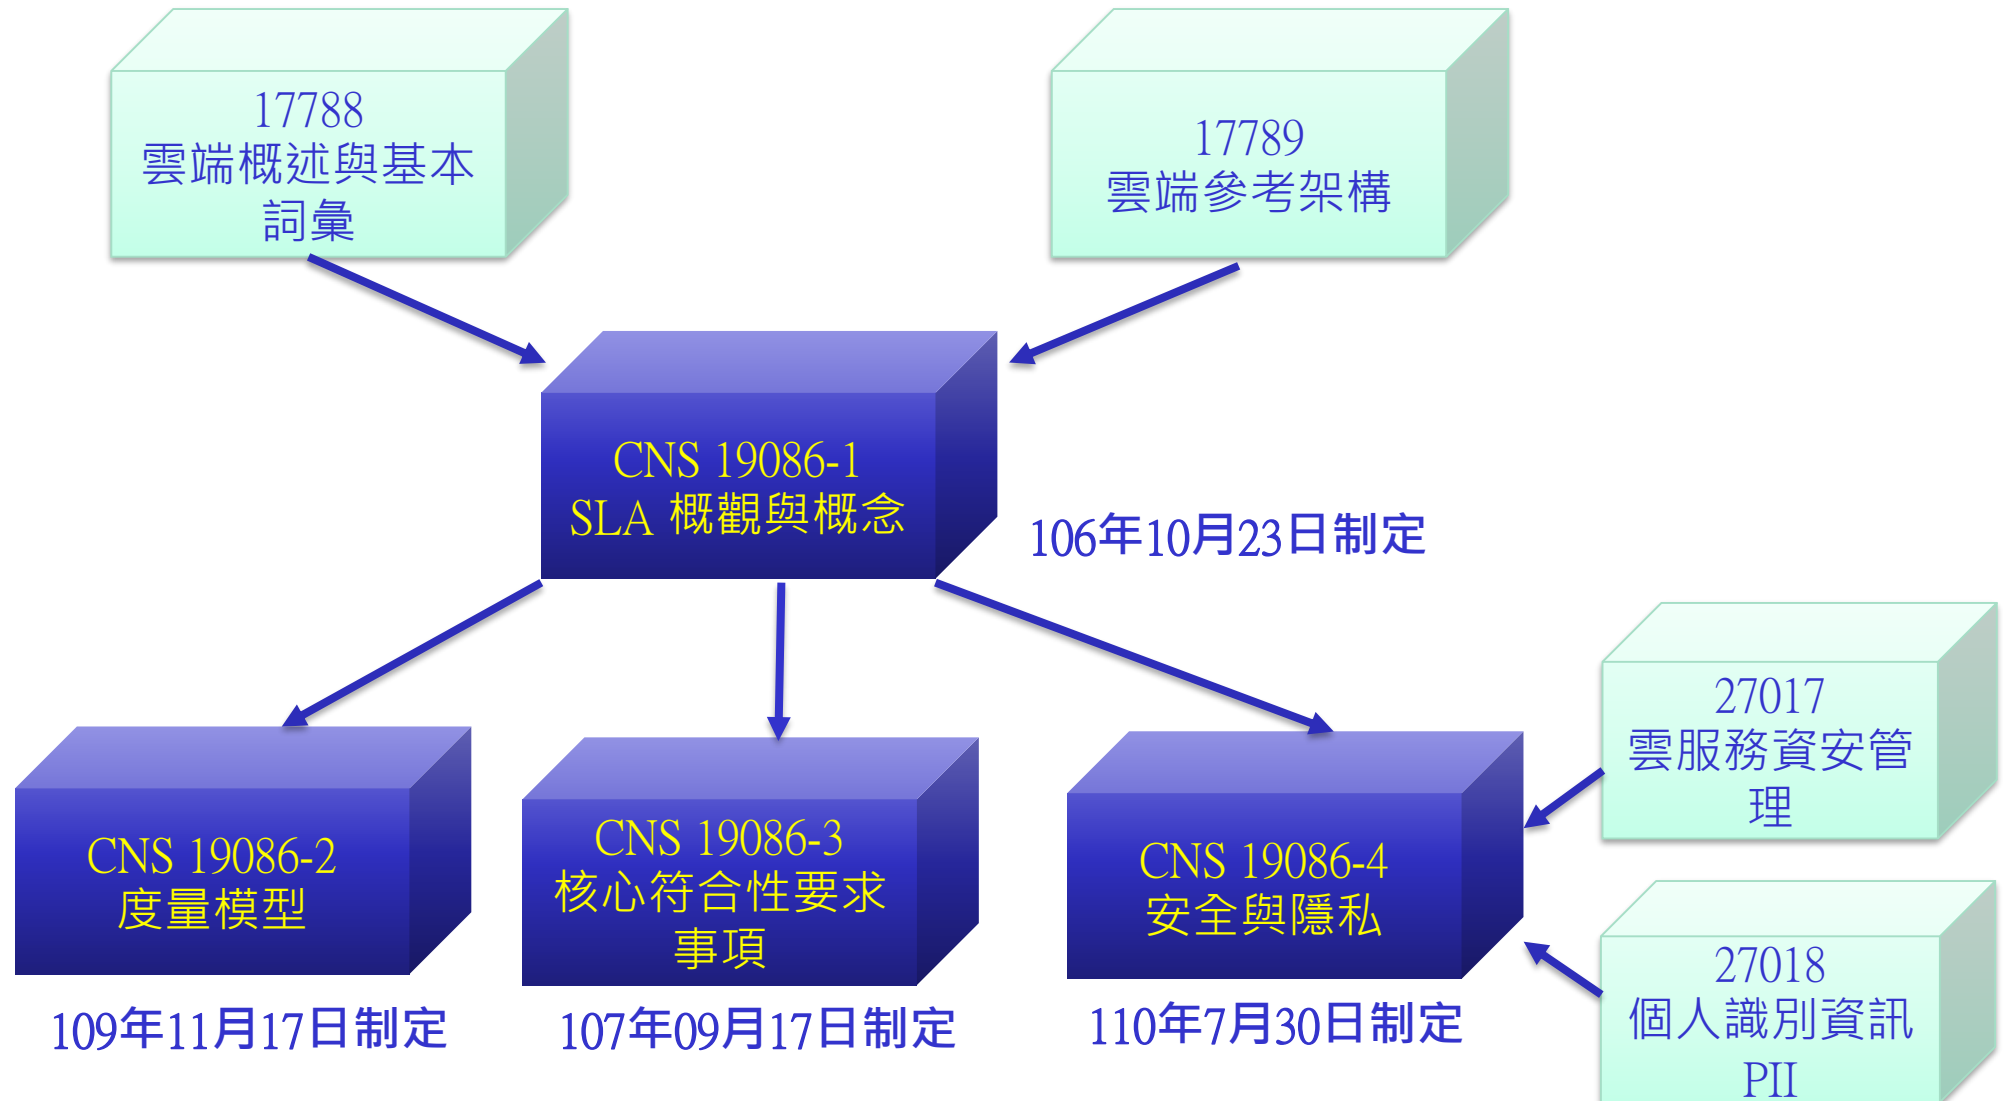 17788
雲端概述與基本
詞彙
17789
雲端參考架構
CNS 19086-1
SLA 概觀與概念
106年10月23日制定
CNS 19086-2
度量模型
109年11月17日制定
CNS 19086-3
核心符合性要求
事項
107年09月17日制定
CNS 19086-4
安全與隱私
110年7月30日制定
27017
雲服務資安管
理
27018
個人識別資訊
PII